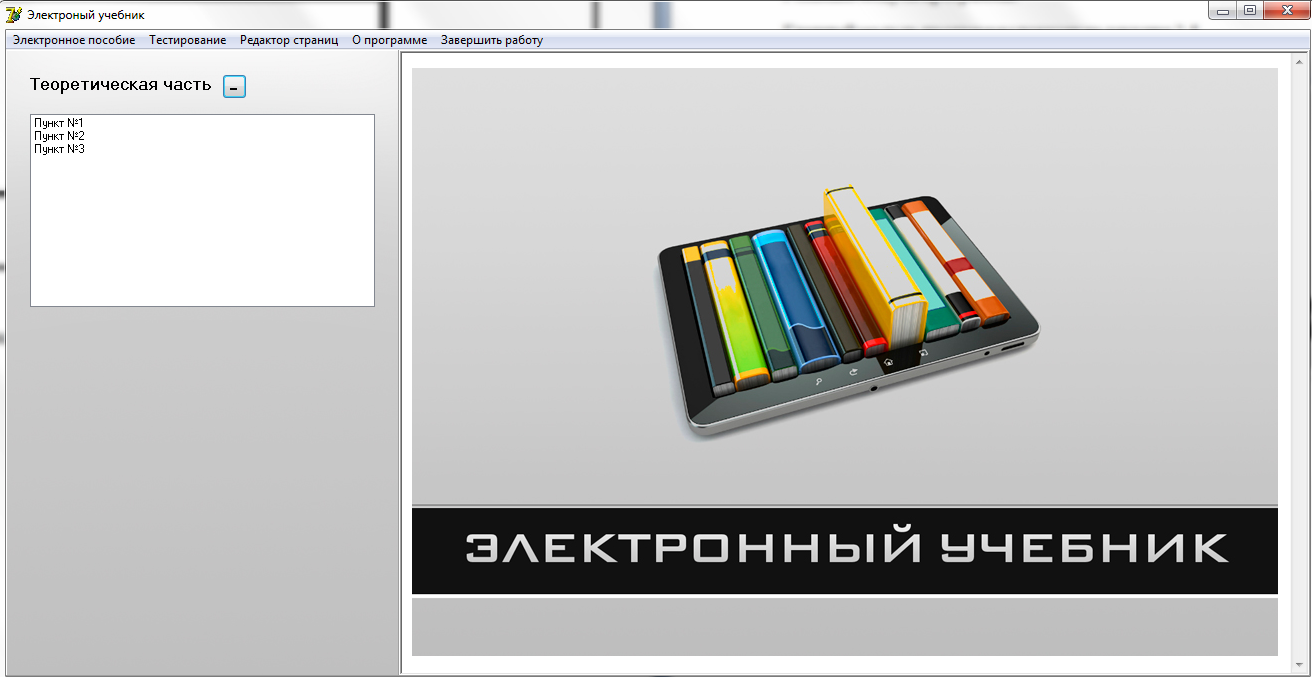 Электроный учебник
Электронное пособие Тестирование Редактор страниц О программе Завершить работу
Теоретическая часть -
Пункт №1
Пункт №2
Пункт №3
ЭЛЕКТРОННЫЙ УЧЕБНИК